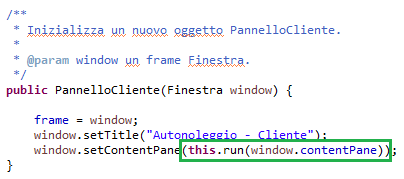 /**
* Inizializza un nuovo oggetto PannelloCliente.
*
* @param window un frame Finestra.
*/
public PannelloCliente(Finestra window) {
frame = window;
window.setTitle("Autonoleggio - Cliente");
window.setContentPane(this.run(window.contentPane));
}